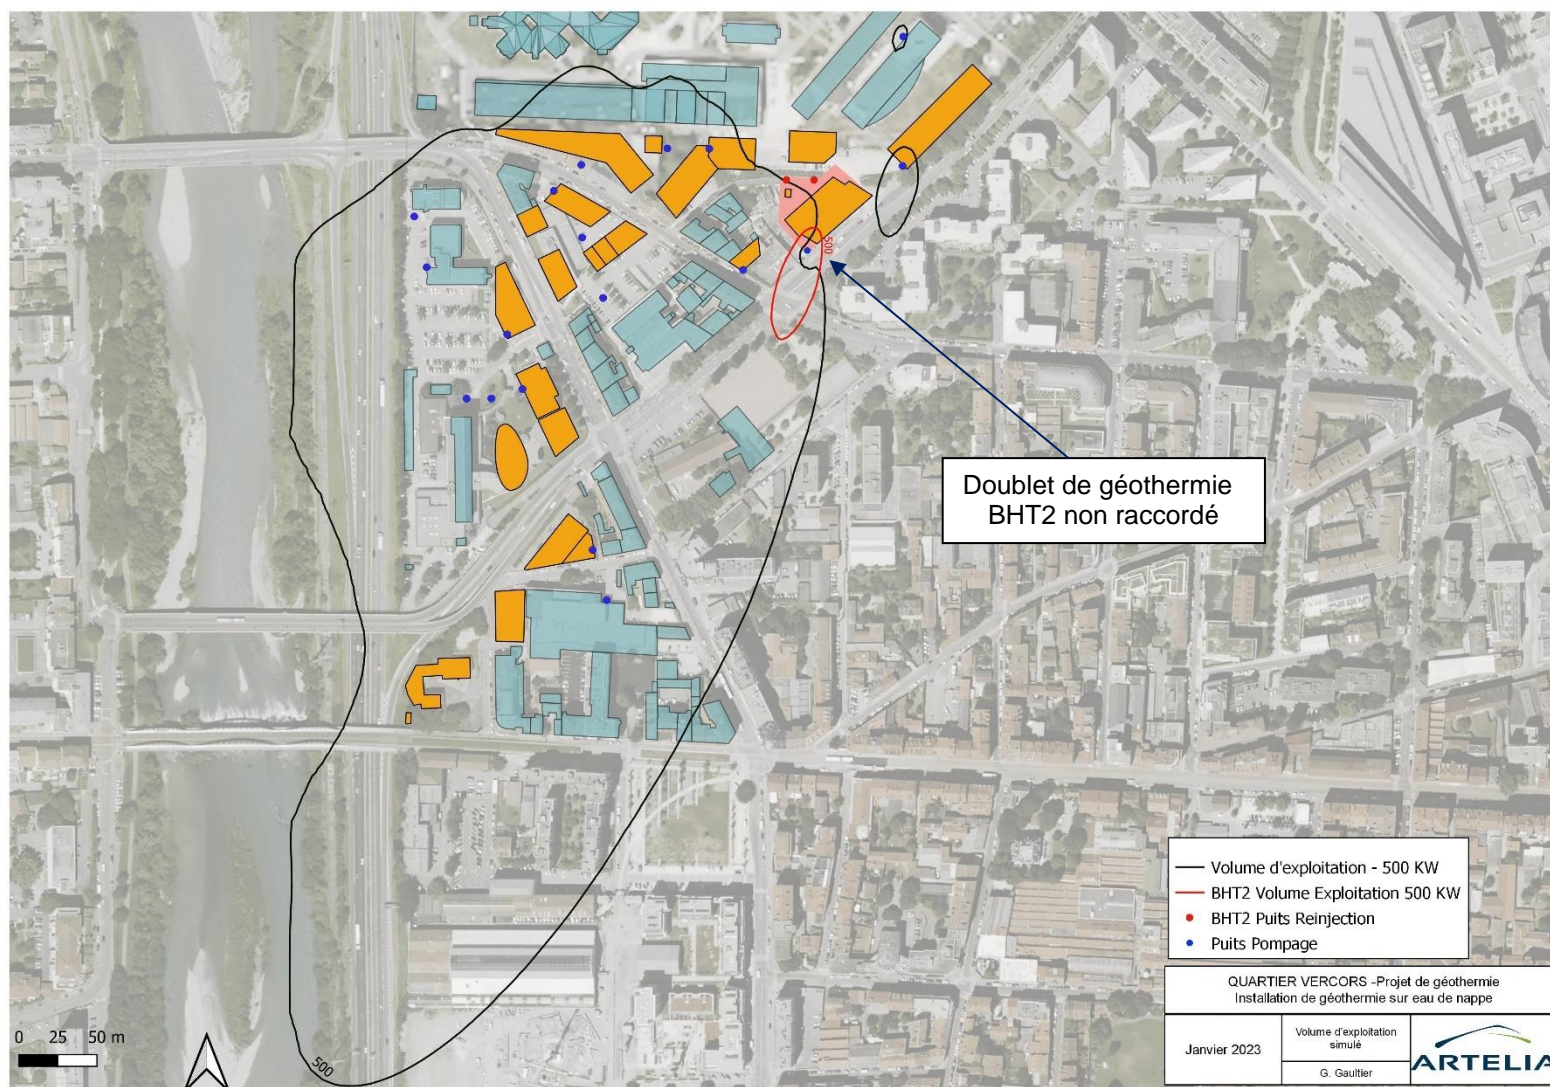 500
Doublet de géothermie
BHT2 non raccordé
Volume d'exploitation - 500 KW
BHT2 Volume Exploitation 500 KW
BHT2 Puits Reinjection
Puits Pompage
QUARTIER VERCORS -Projet de géothermie
Installation de géothermie sur eau de nappe
Janvier 2023
Volume d'exploitation
simulé
G. Gaultier
ARTELIA
0 25 50 m
500